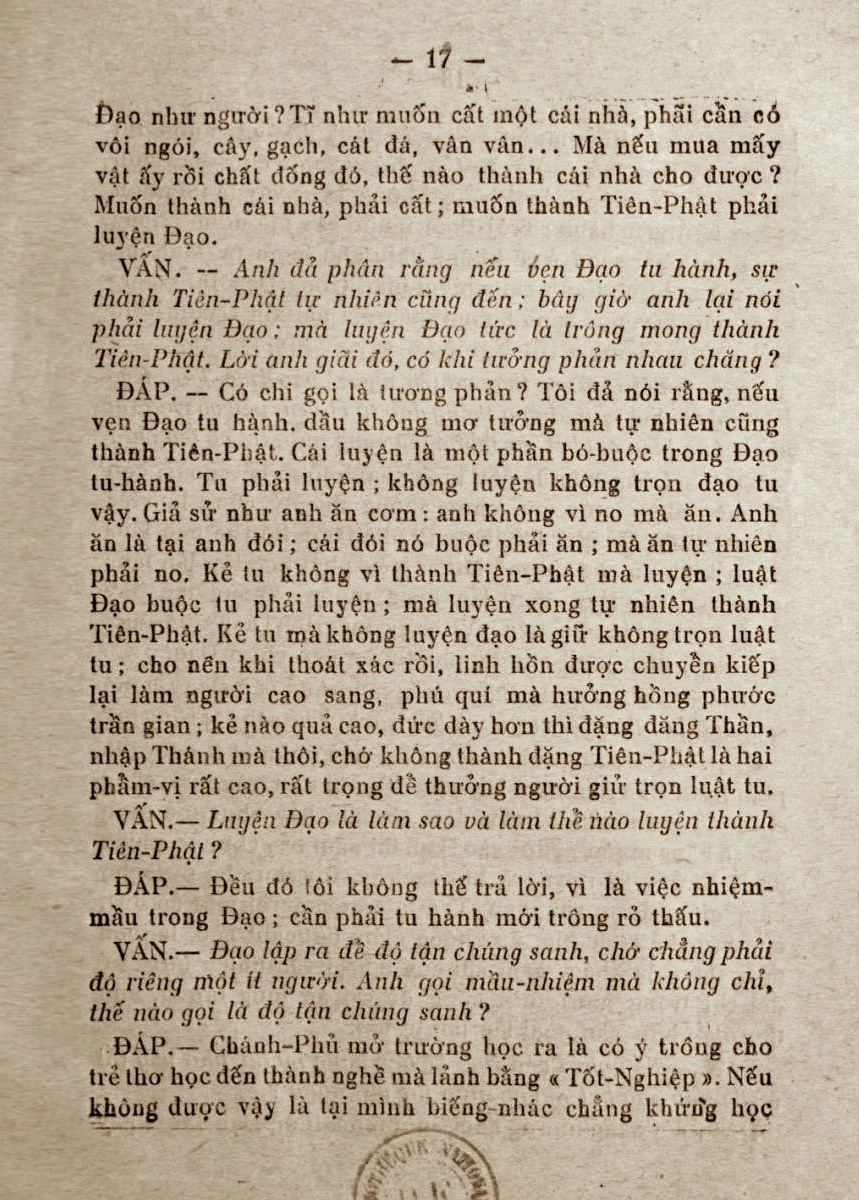 — 17 —
Đạo như người? Tĩ như muốn cất một cái nhà, phãi cần có
vôi ngói, cây, gạch, cát đá, vân vân... Mà nếu mua mấy
vật ấy rồi chất đống đó, thế nào thành cái nhà cho được?
Muốn thành cái nhà, phải cất; muốn thành Tiên-Phật phải
luyện Đạo.
VẤN. — Anh đả phân rằng nếu vẹn Đạo tu hành, sự
thành Tiên-Phật tự nhiên cũng đến; bây giờ anh lại nói
phải luyện Đạo; mà luyện Đạo tức là trông mong thành
Tiên-Phật. Lời anh giãi đó, có khi tưởng phản nhau chăng?
ĐÁP. — Có chi gọi là tương phản? Tôi đả nói rằng, nếu
vẹn Đạo tu hành. dầu không mơ tưởng mà tự nhiên cũng
thành Tiên-Phật. Cái luyện là một phần bó-buộc trong Đạo
tu-hành. Tu phải luyện; không luyện không trọn đạo tu
vậy. Giả sử như anh ăn cơm: anh không vì no mà ăn. Anh
ăn là tại anh đói; cái đói nó buộc phải ăn; mà ăn tự nhiên
phải no. Kẻ tu không vì thành Tiên-Phật mà luyện; luật
Đạo buộc tu phải luyện; mà luyện xong tự nhiên thành
Tiên-Phật. Kẻ tu mà không luyện đạo là giữ không trọn luật
tu; cho nên khi thoát xác rồi, linh hồn được chuyển kiếp
lại làm người cao sang, phú quí mà hưởng hồng phước
trần gian; kẻ nào quả cao, đức dày hơn thì đặng đăng Thần,
nhập Thánh mà thôi, chớ không thành đặng Tiên-Phật là hai
phẩm-vị rất cao, rất trọng để thưởng người giử trọn luật tu.
VẤN.— Luyện Đạo là làm sao và làm thế nào luyện thành
Tiên-Phật?
ĐÁP.— Đều đó tôi không thể trả lời, vì là việc nhiệm-
mầu trong Đạo; cần phải tu hành mới trông rỏ thấu.
VẤN.— Đạo lập ra để độ tận chúng sanh, chớ chẳng phải
độ riêng một ít người. Anh gọi mầu-nhiệm mà không chỉ,
thế nào gọi là độ tận chúng sanh?
ĐÁP.— Chánh-Phủ mở trường học ra là có ý trông cho
trẻ thơ học đến thành nghề mà lảnh bằng « Tốt-Nghiệp ». Nếu
không được vậy là tại mình biếng-nhác chẳng khứng học